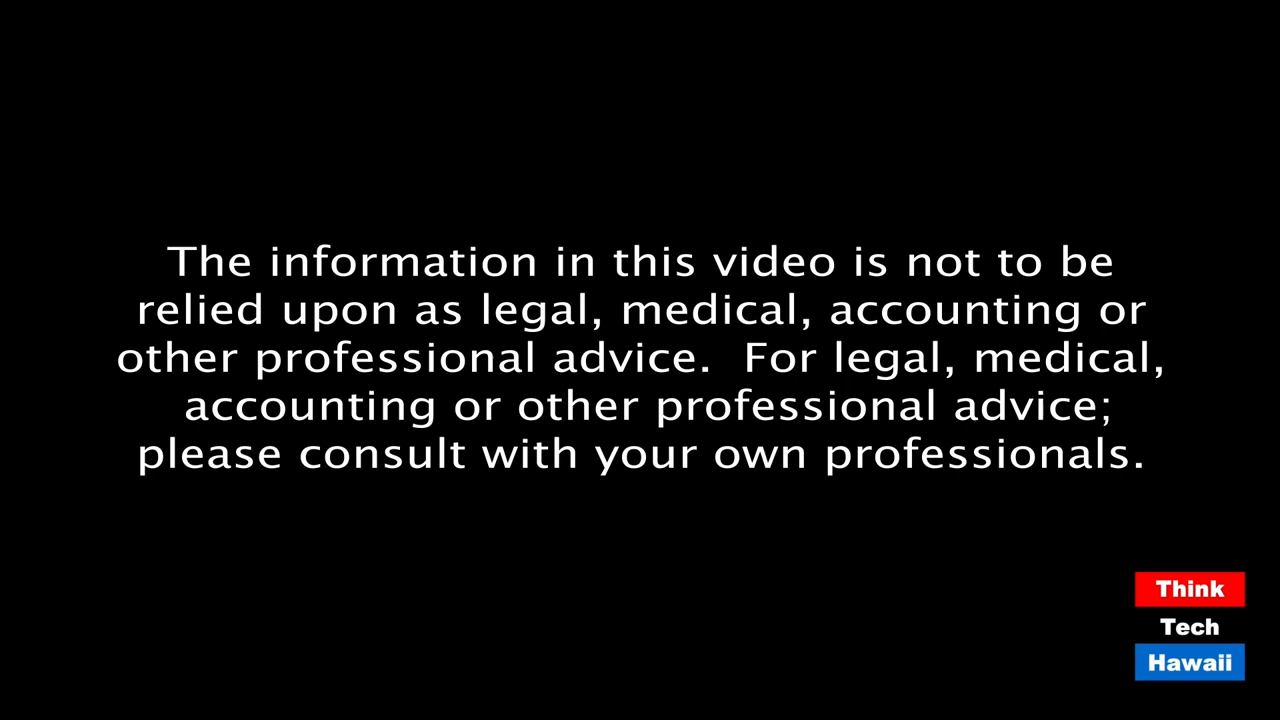 The information in this video is not to be
relied upon as legal, medical, accounting or
other professional advice.  For legal, medical,
accounting or other professional advice;
please consult with your own professionals.
Think
Tech
Hawaii